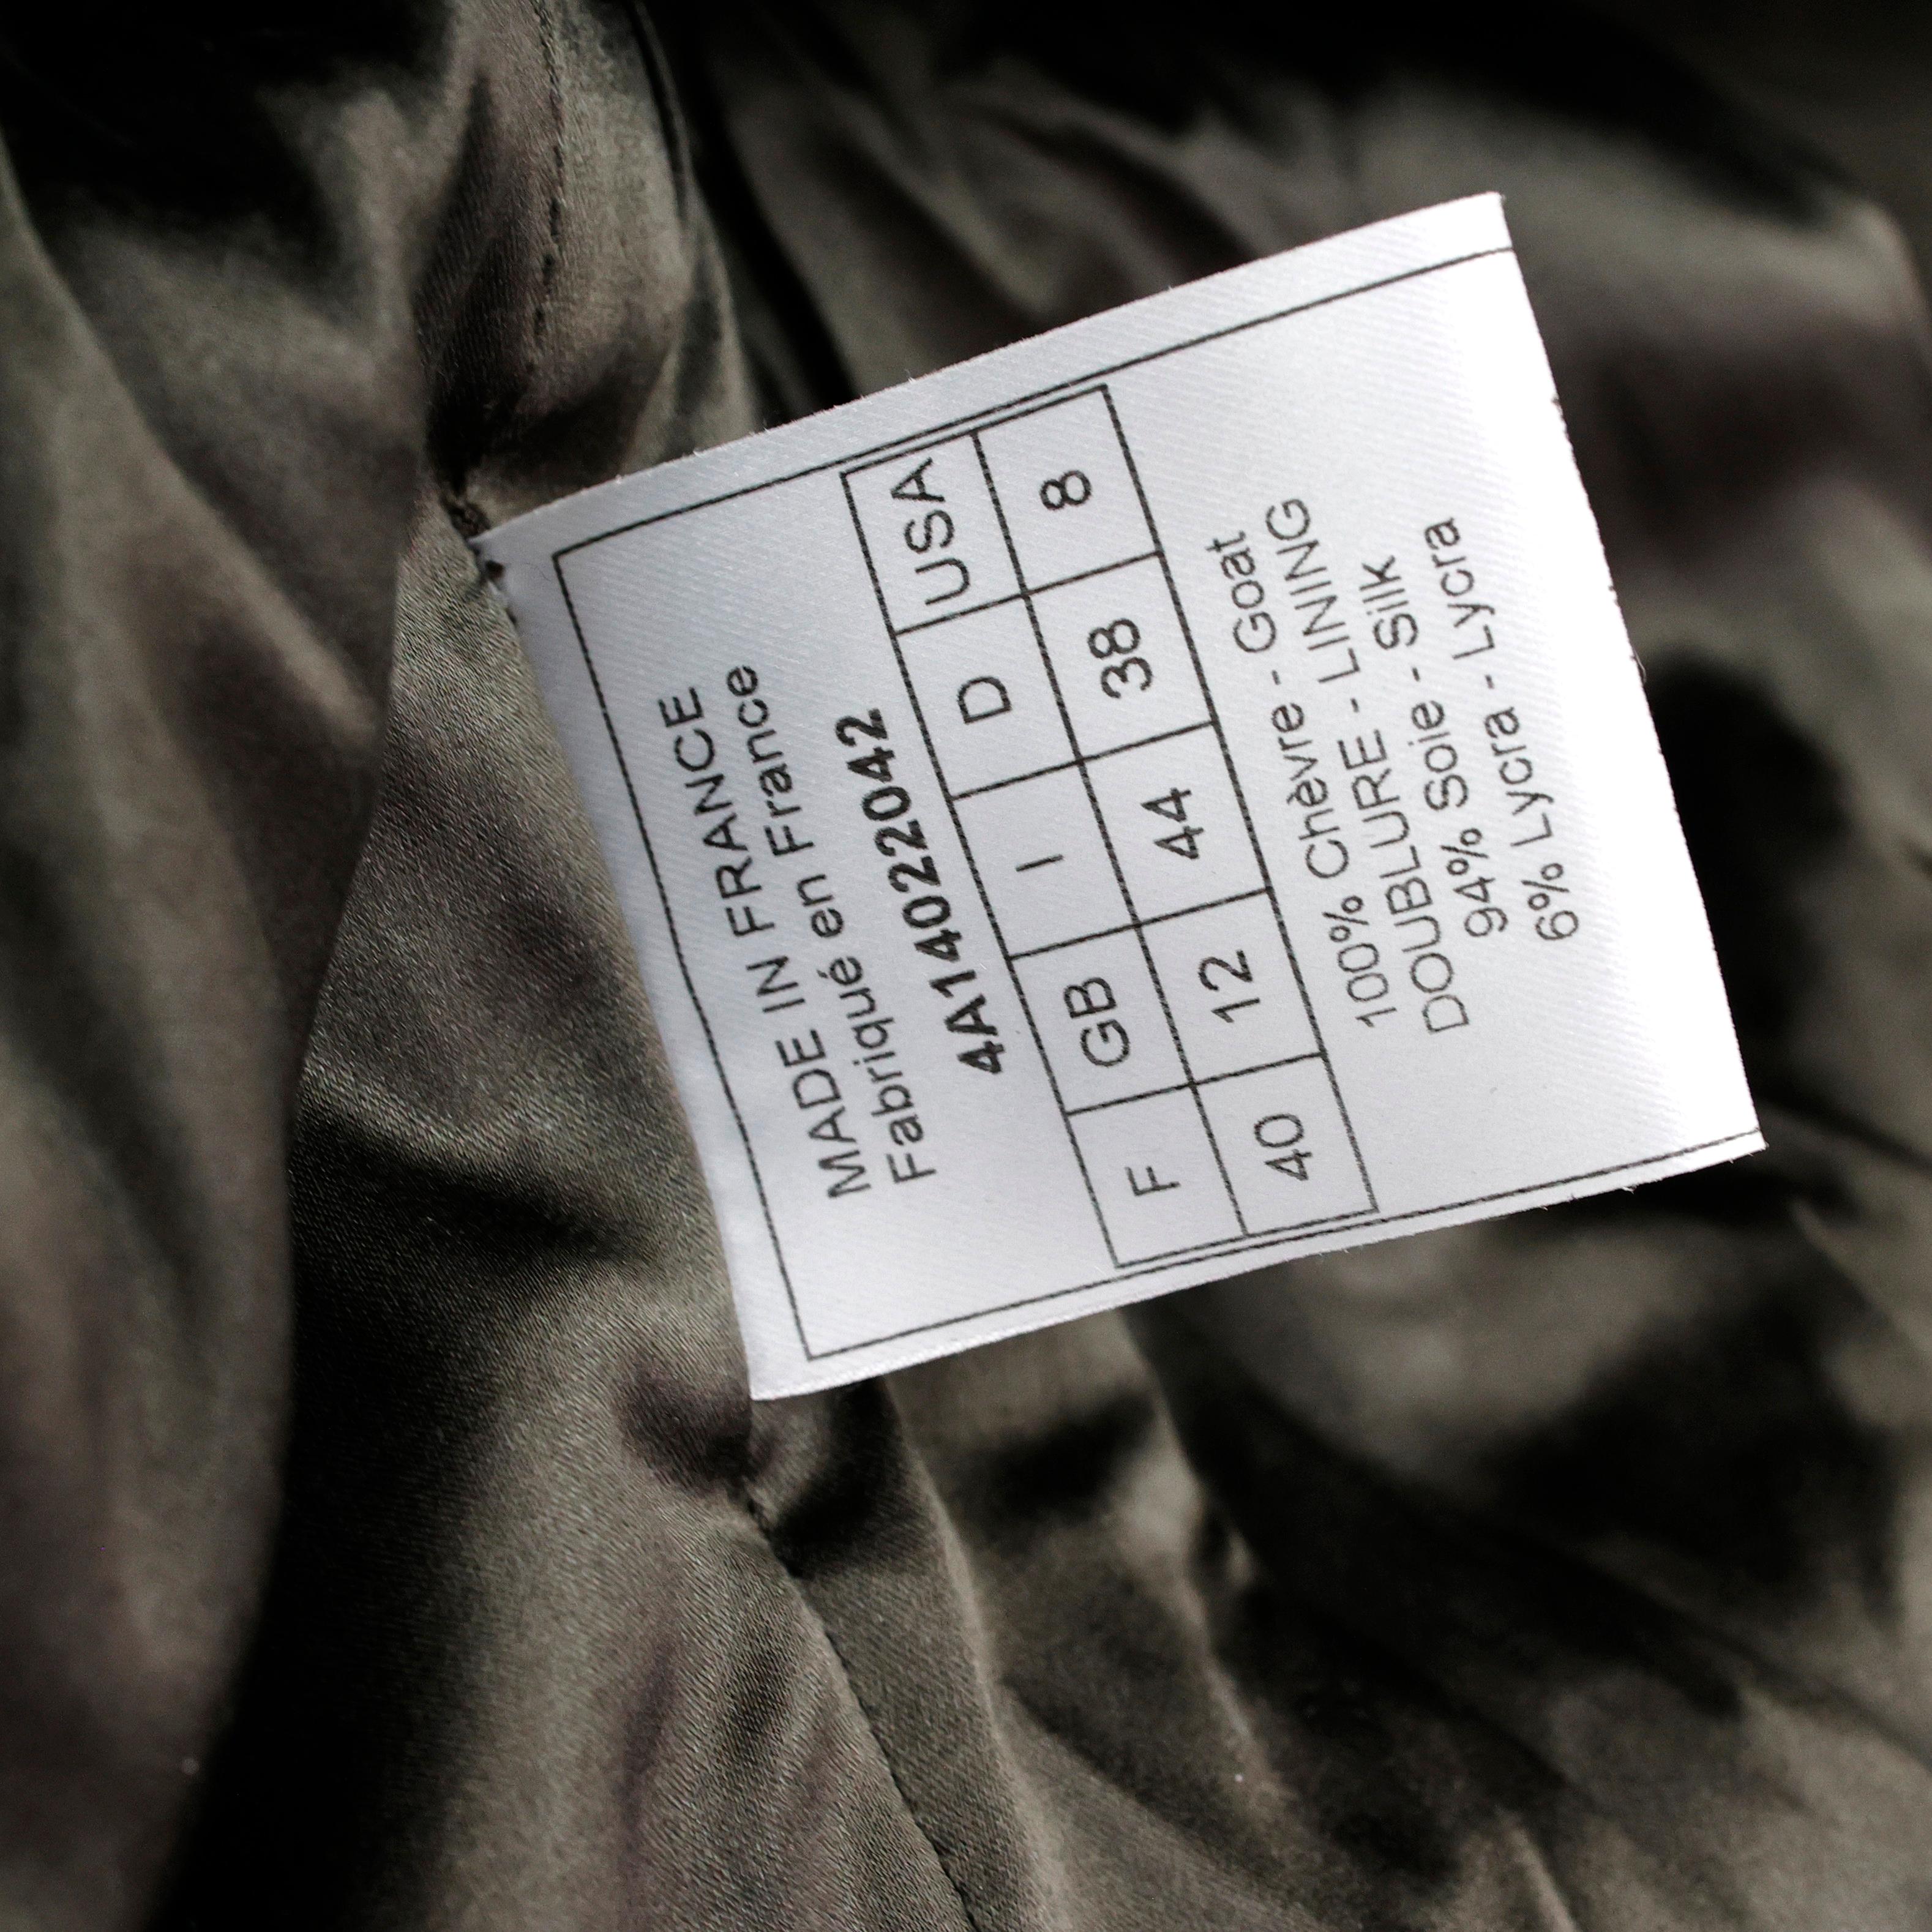 MADE IN FRANCE
Fabriqué en France
4A14022042
F GB I D USA
40 12 44 38 8
100% Chèvre - Goat
DOUBLURE - LINING
94% Soie - Silk
6% Lycra - Lycra